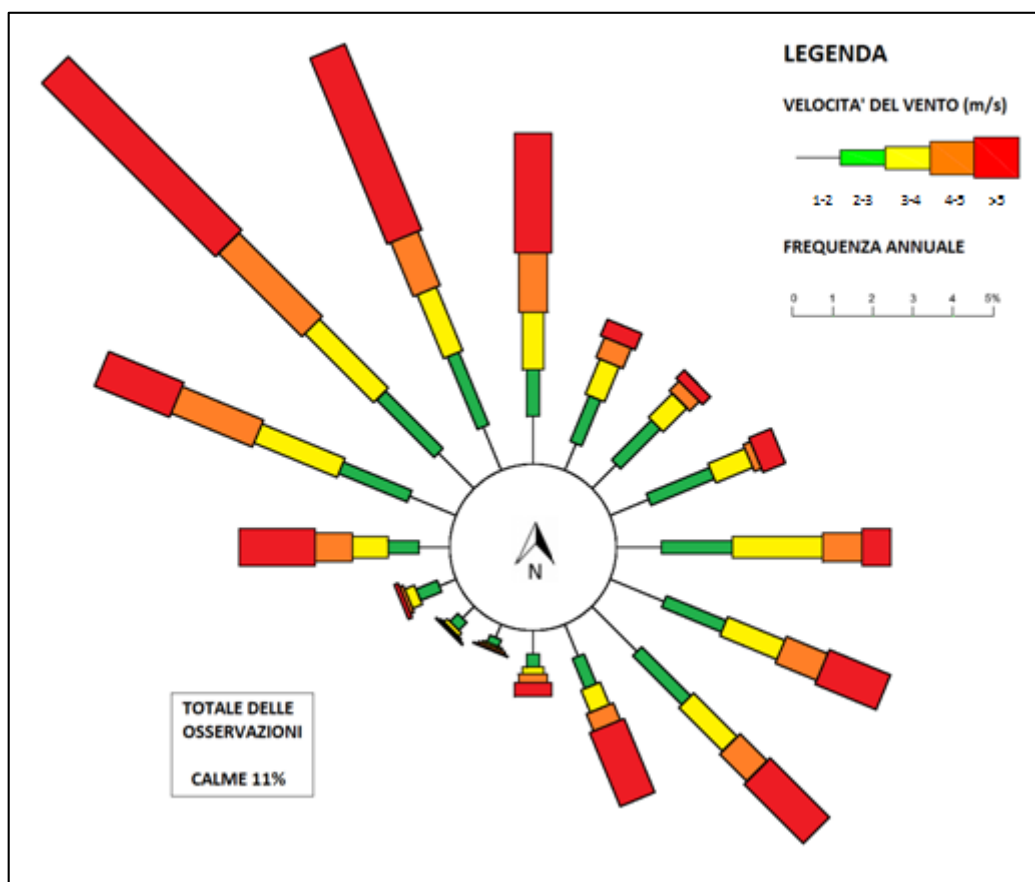 LEGENDA
VELOCITA' DEL VENTO (m/s)
1-2 2-3 3-4 4-5 >5
FREQUENZA ANNUALE
0 1 2 3 4 5%
N
TOTALE DELLE
OSSERVAZIONI
CALME 11%